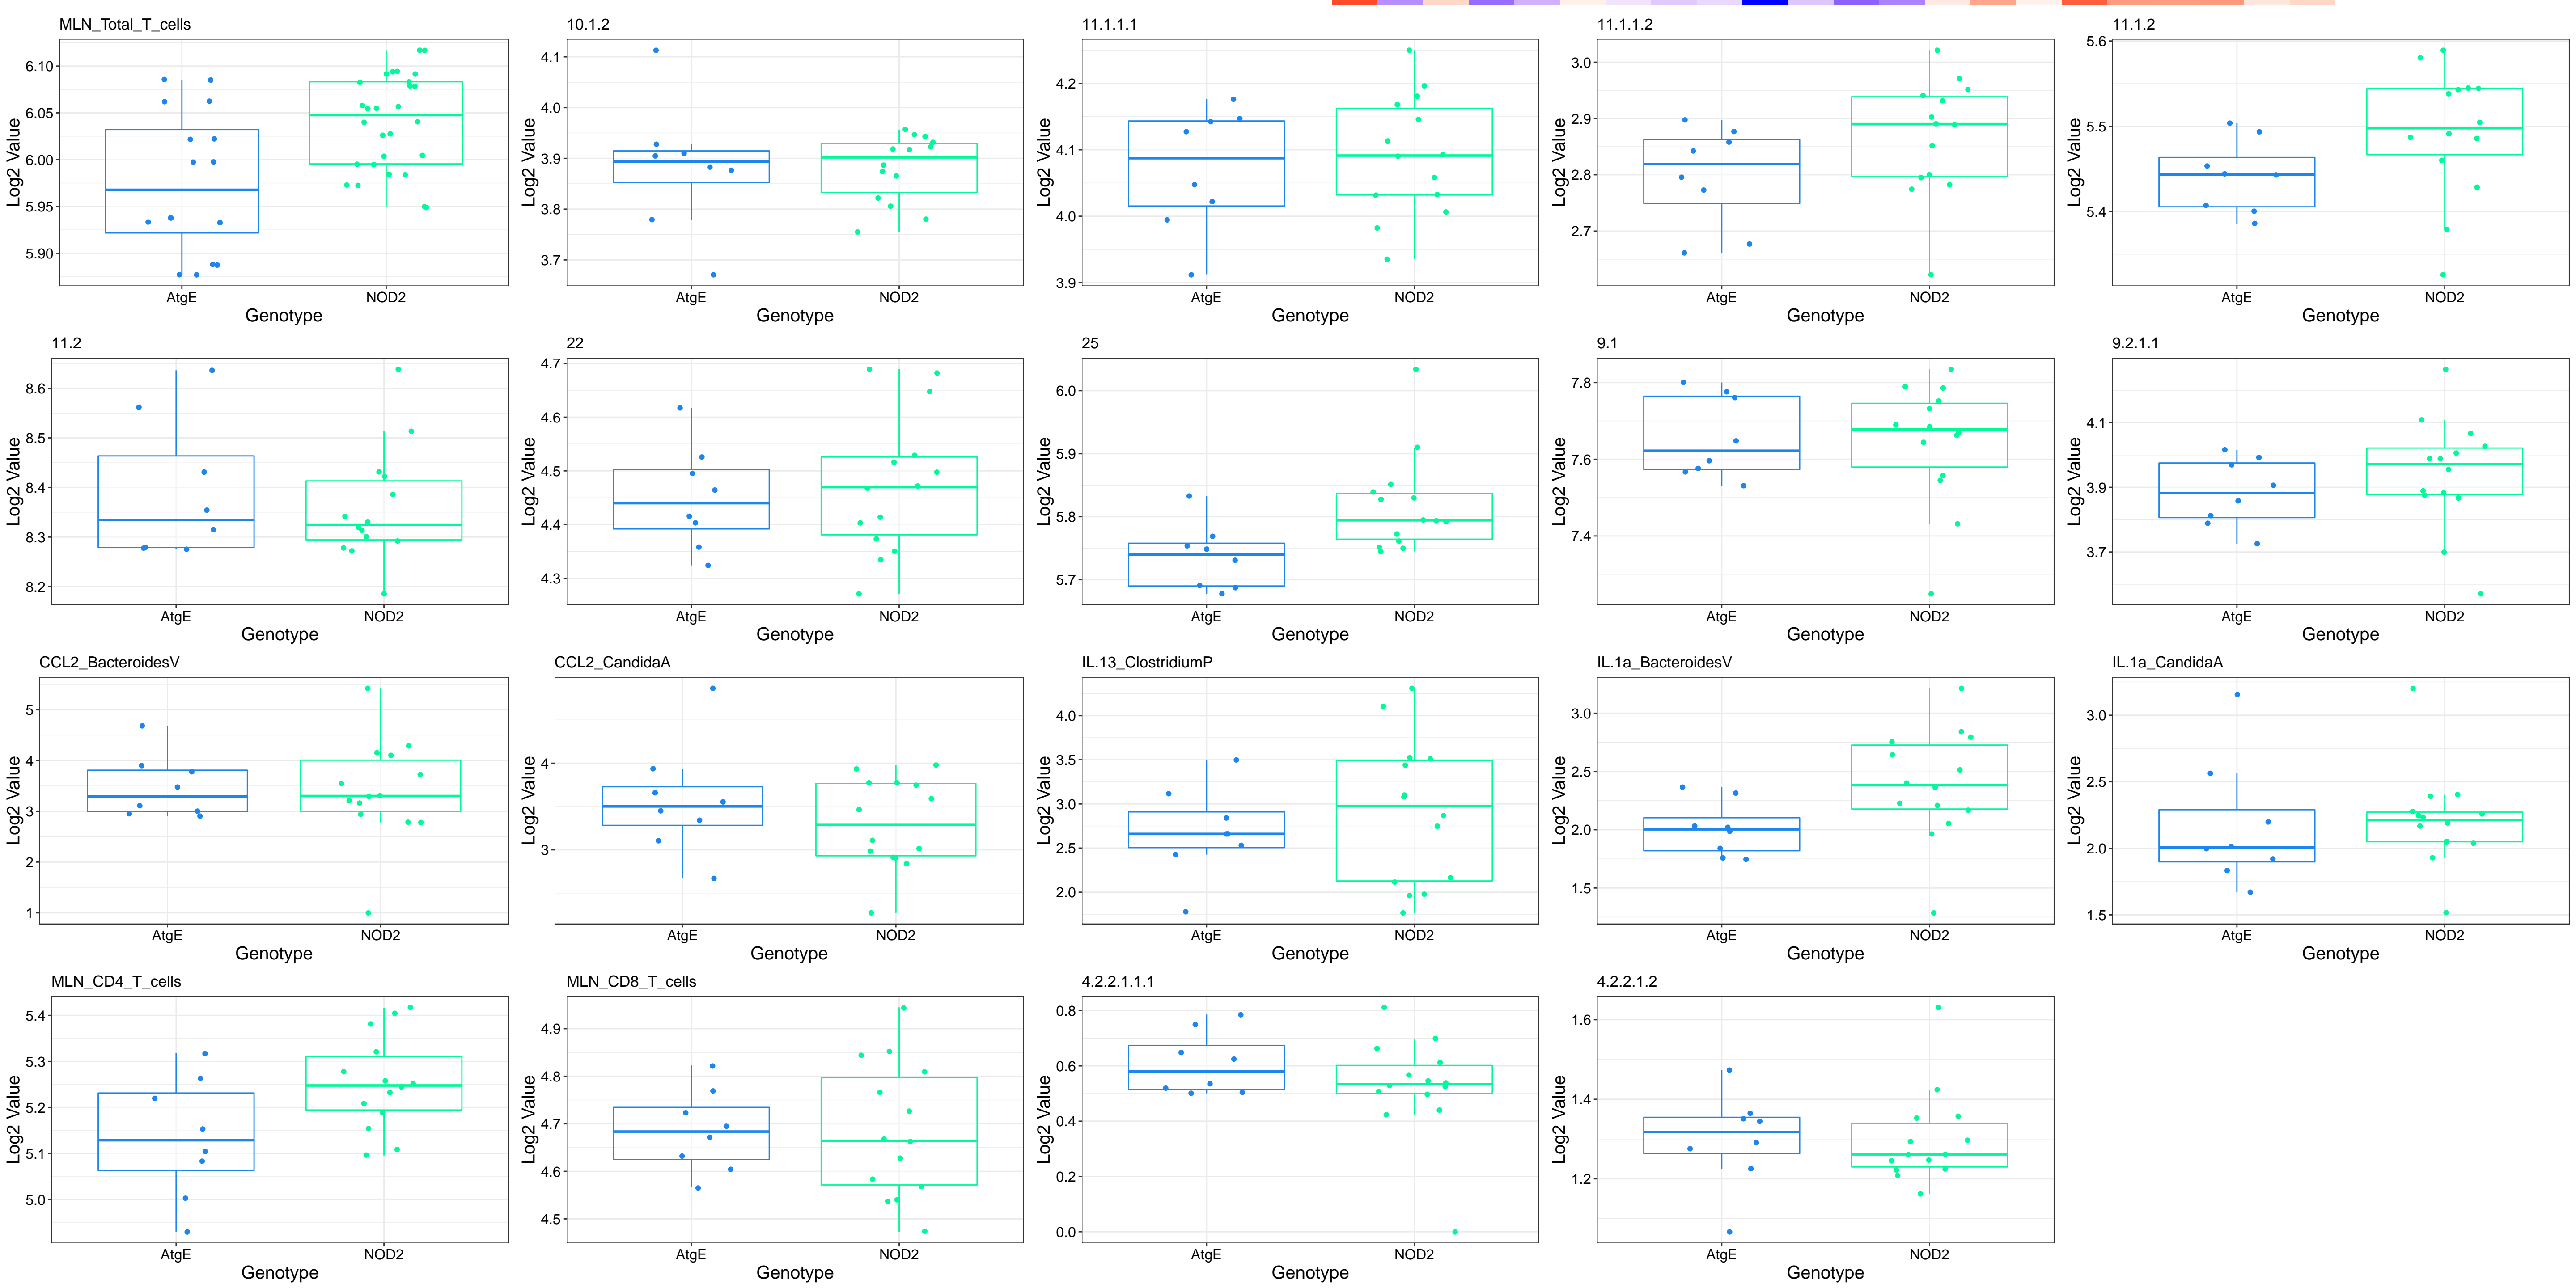 MLN_Total_T_cells
10.1.2
11.1.1.1.1
11.1.1.1.2
11.1.1.2
Log2 Value
6.10
6.05
6.00
5.95
5.90
AtgE
NOD2
Genotype
Log2 Value
4.1
4.0
3.9
3.8
3.7
AtgE
NOD2
Genotype
Log2 Value
4.2
4.1
4.0
3.9
AtgE
NOD2
Genotype
Log2 Value
3.0
2.9
2.8
2.7
AtgE
NOD2
Genotype
Log2 Value
5.6
5.5
5.4
AtgE
NOD2
Genotype
11.2
22
25
9.1
9.2.1.1
Log2 Value
8.6
8.5
8.4
8.3
8.2
AtgE
NOD2
Genotype
Log2 Value
4.7
4.6
4.5
4.4
4.3
AtgE
NOD2
Genotype
Log2 Value
6.0
5.9
5.8
5.7
AtgE
NOD2
Genotype
Log2 Value
7.8
7.6
7.4
AtgE
NOD2
Genotype
Log2 Value
4.1
3.9
3.7
AtgE
NOD2
Genotype
CCL2_BacteroidesV
CCL2_CandidaA
IL.13_ClostridiumP
IL.1a_BacteroidesV
IL.1a_CandidaA
Log2 Value
5
4
3
2
1
AtgE
NOD2
Genotype
Log2 Value
4
3
AtgE
NOD2
Genotype
Log2 Value
4.0
3.5
3.0
2.5
2.0
AtgE
NOD2
Genotype
Log2 Value
3.0
2.5
2.0
1.5
AtgE
NOD2
Genotype
Log2 Value
3.0
2.5
2.0
1.5
AtgE
NOD2
Genotype
MLN_CD4_T_cells
MLN_CD8_T_cells
4.2.2.1.1.1
4.2.2.1.2
Log2 Value
5.4
5.3
5.2
5.1
5.0
AtgE
NOD2
Genotype
Log2 Value
4.9
4.8
4.7
4.6
4.5
AtgE
NOD2
Genotype
Log2 Value
0.8
0.6
0.4
0.2
0.0
AtgE
NOD2
Genotype
Log2 Value
1.6
1.4
1.2
AtgE
NOD2
Genotype